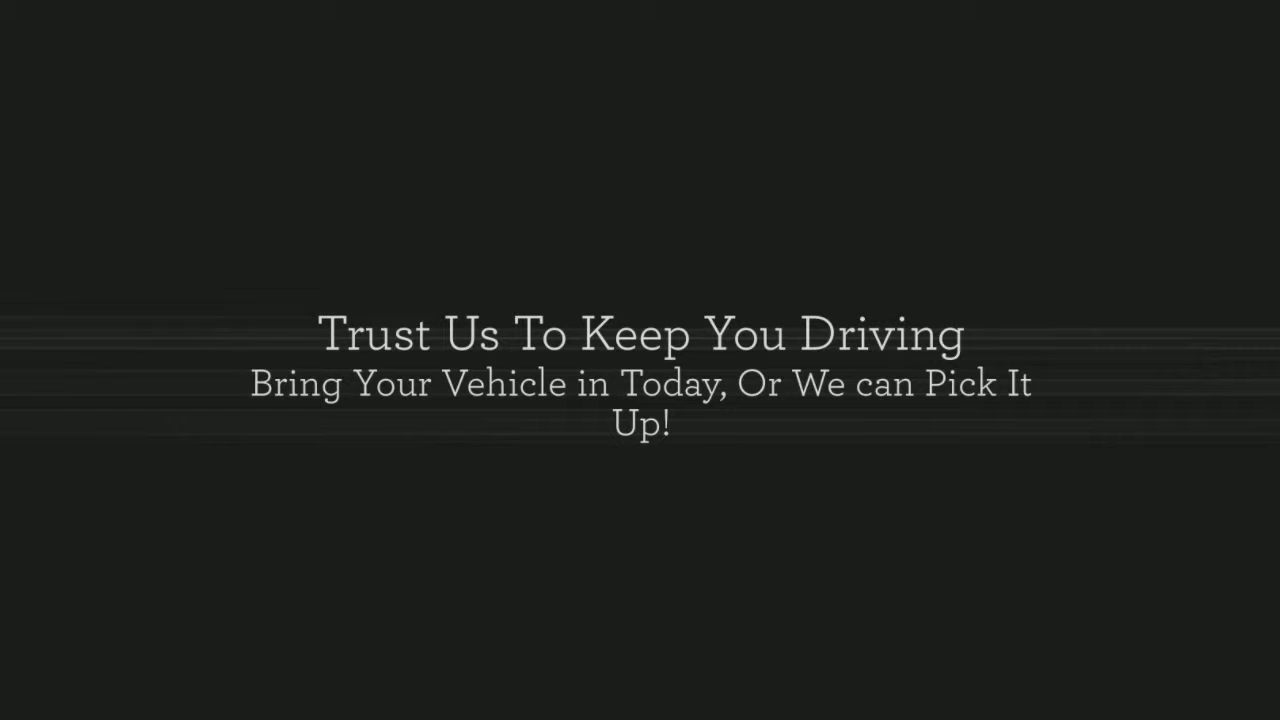 Trust Us To Keep You Driving
Bring Your Vehicle in Today, Or We can Pick It
Up!